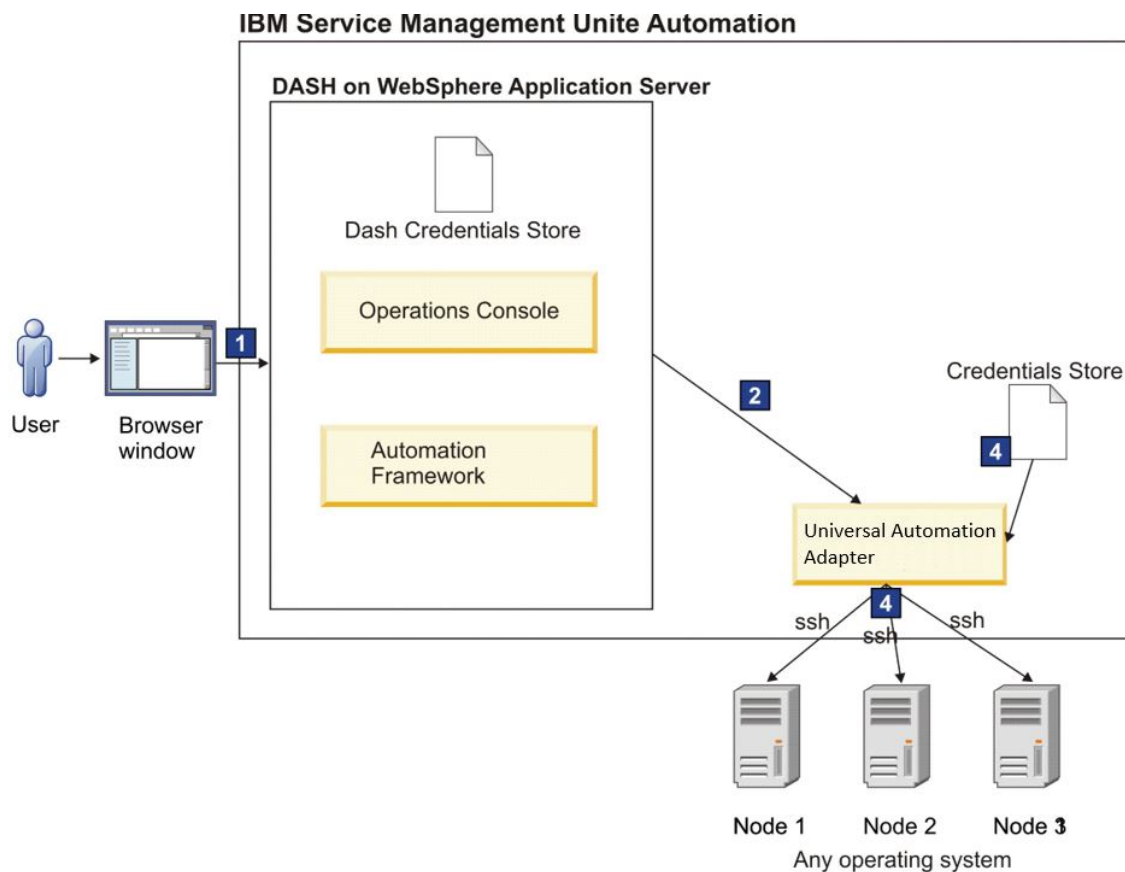 IBM Service Management Unite Automation
DASH on WebSphere Application Server
Dash Credentials Store
Operations Console
1
User
Browser
window
Automation
Framework
2
Credentials Store
4
Universal Automation
Adapter
4
ssh
ssh
ssh
Node 1
Node 2
Node
Any operating system